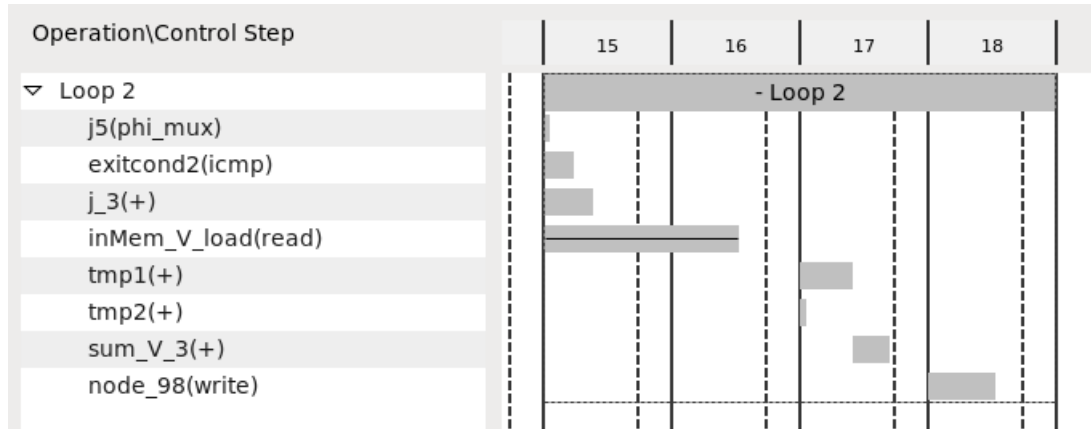 Operation\Control Step
15 16 17 18
Loop 2
- Loop 2
j5(phi_mux)
exitcond2(icmp)
j_3(+)
inMem_V_load(read)
tmp1(+)
tmp2(+)
sum_V_3(+)
node_98(write)